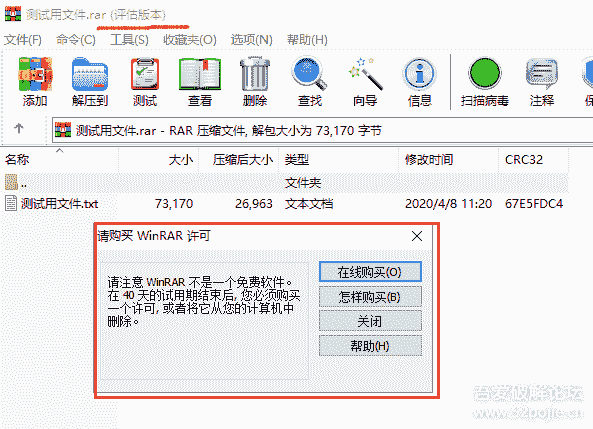 测试用文件.rar (评估版本)
文件(F) 命令(C) 工具(S) 收藏夹(O) 选项(N) 帮助(H)
添加 解压到 测试 查看 删除 查找 向导 信息 扫描病毒 注释
测试用文件.rar - RAR 压缩文件, 解包大小为 73,170 字节
名称 大小 压缩后大小 类型 修改时间 CRC32
.. 文件夹
测试用文件.txt 73,170 26,963 文本文档 2020/4/8 11:20 67E5FDC4
请购买 WinRAR 许可
请注意 WinRAR 不是一个免费软件。
在 40 天的试用期结束后, 您必须购买
一个许可, 或者将它从您的计算机中
删除。
在线购买(O)
怎样购买(B)
关闭
帮助(H)
吾爱破解论坛
www.52pojie.cn